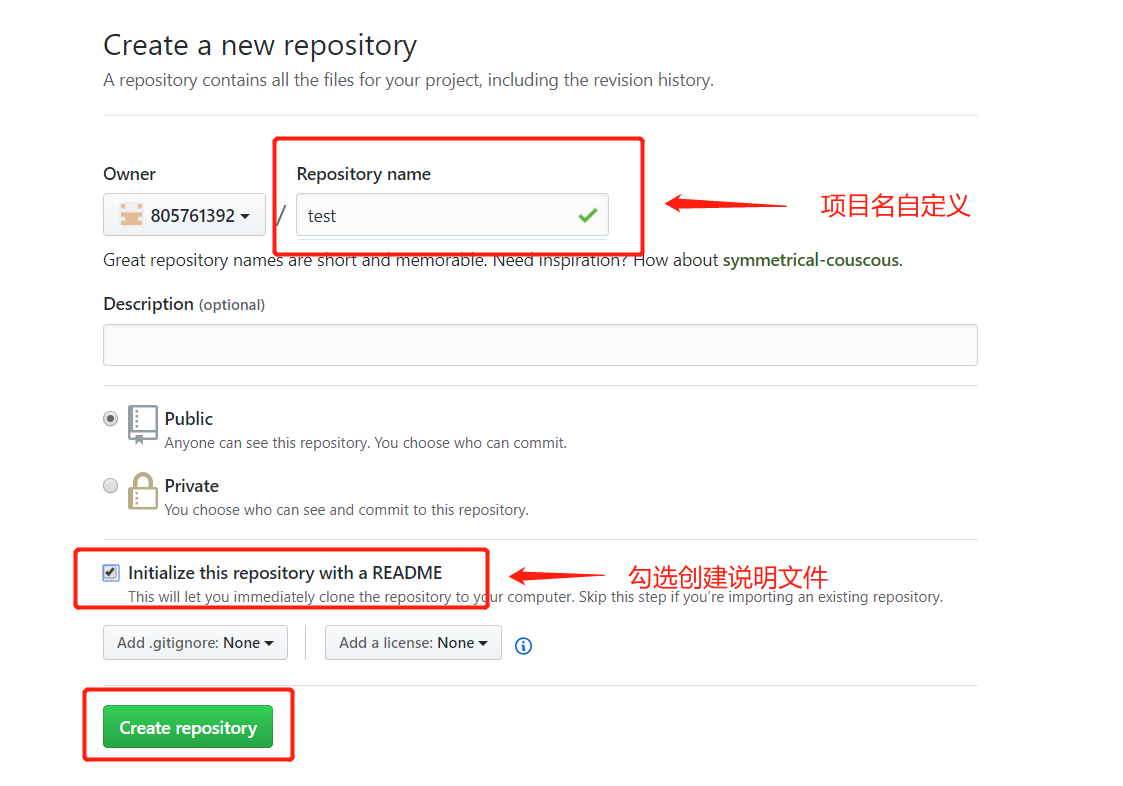 Create a new repository
A repository contains all the files for your project, including the revision history.
Owner
Repository name
805761392 / test
项目名自定义
Great repository names are short and memorable. Need inspiration? How about symmetrical-couscous.
Description (optional)
Public
Anyone can see this repository. You choose who can commit.
Private
You choose who can see and commit to this repository.
Initialize this repository with a README
勾选创建说明文件
This will let you immediately clone the repository to your computer. Skip this step if you're importing an existing repository.
Add .gitignore: None
Add a license: None
Create repository